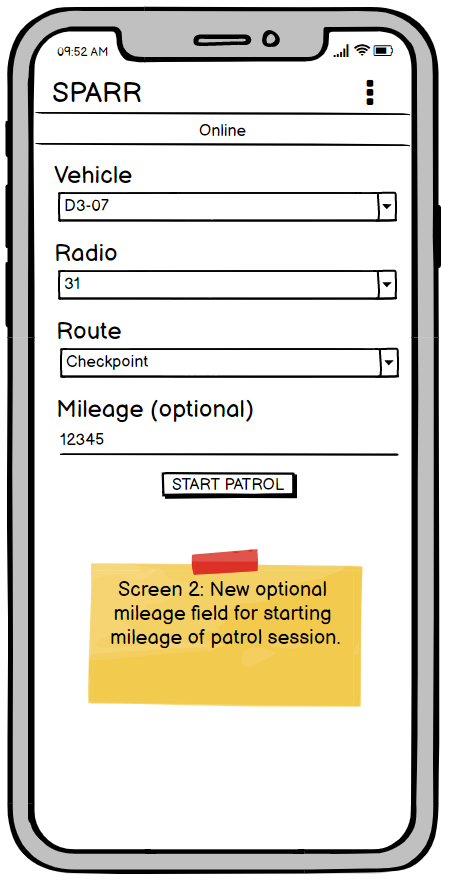 09:52 AM
SPARR
Online
Vehicle
D3-07
Radio
31
Route
Checkpoint
Mileage (optional)
12345
START PATROL
Screen 2: New optional
mileage field for starting
mileage of patrol session.